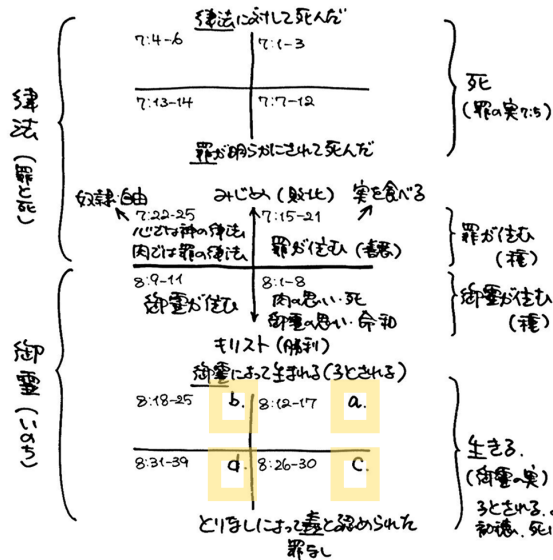 律法に対して死んだ
7:4-6
7:1-3
7:13-14
7:7-12
罪が明らかにされて死んだ
死
(罪の実7:5)
律法(罪と死)
みじめ(敗北)
実を食べる
奴隷・自由
7:22-25
心では神の律法
肉では罪の律法
7:15-21
罪が住む(善悪)
罪が住む
(種)
8:9-11
御霊が住む
8:1-8
肉の思い・死
御霊の思い・命和
御霊が住む
(種)
キリスト(勝利)
御霊(いのち)
御霊によって生まれる(子とされる)
8:18-25
b.
8:12-17
a.
8:31-39
d.
8:26-30
c.
とりなしによって義と認められた
罪なし
生きる.
(御霊の実)
子とされる.
初穂、死